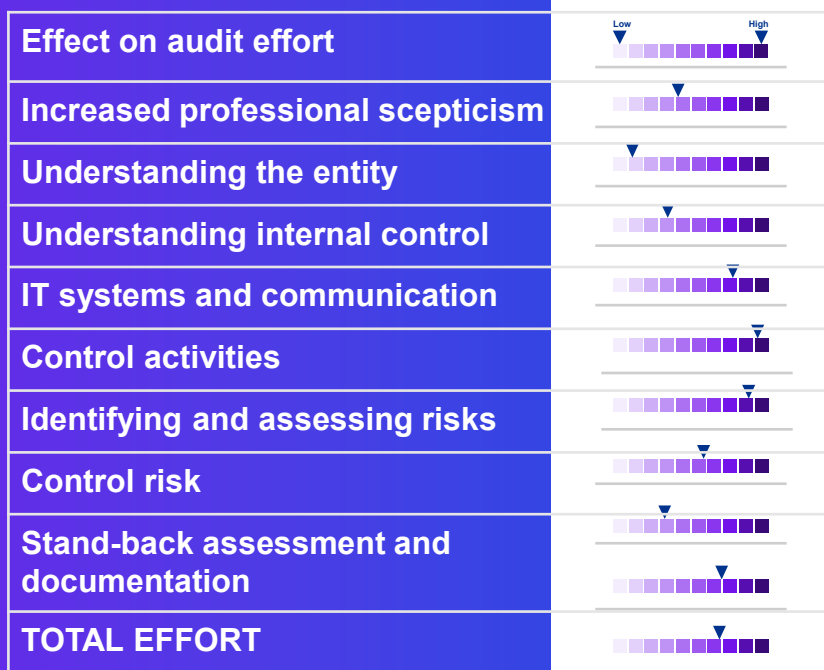 Effect on audit effort
Low High
Increased professional scepticism
Understanding the entity
Understanding internal control
IT systems and communication
Control activities
Identifying and assessing risks
Control risk
Stand-back assessment and
documentation
TOTAL EFFORT